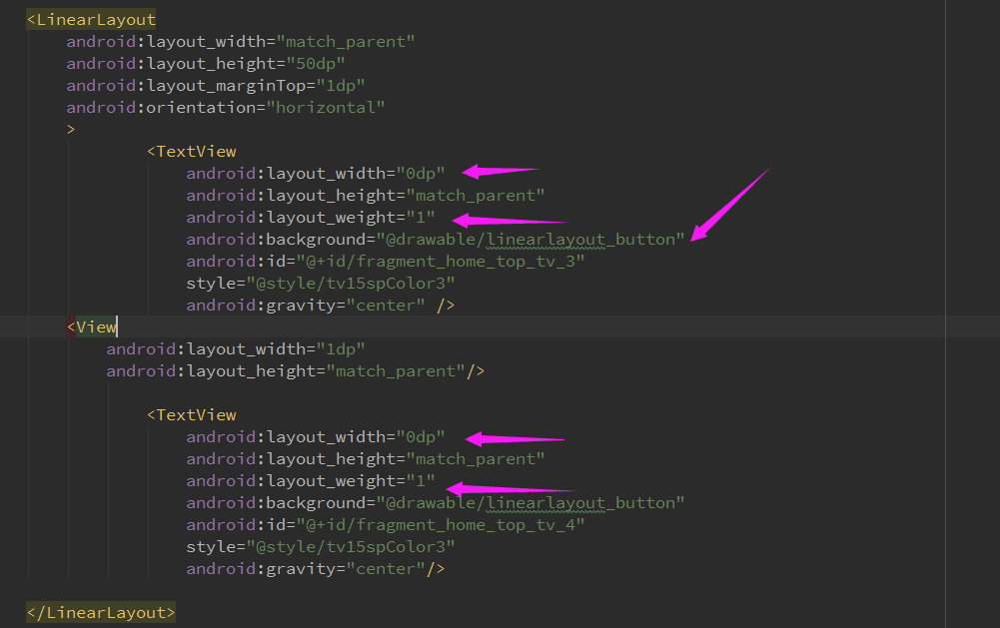 <LinearLayout
android:layout_width="match_parent"
android:layout_height="50dp"
android:layout_marginTop="1dp"
android:orientation="horizontal"
>
<TextView
android:layout_width="0dp"
android:layout_height="match_parent"
android:layout_weight="1"
android:background="@drawable/linearlayout_button"
android:id="@+id/fragment_home_top_tv_3"
style="@style/tv15spColor3"
android:gravity="center" />
<View
android:layout_width="1dp"
android:layout_height="match_parent"/>
<TextView
android:layout_width="0dp"
android:layout_height="match_parent"
android:layout_weight="1"
android:background="@drawable/linearlayout_button"
android:id="@+id/fragment_home_top_tv_4"
style="@style/tv15spColor3"
android:gravity="center"/>
</LinearLayout>